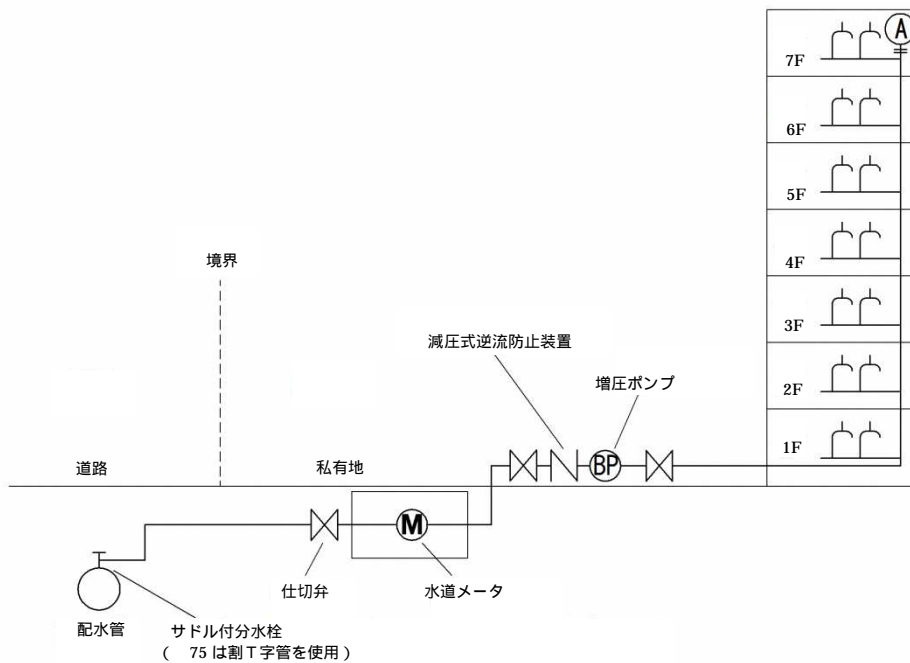 A
7F
6F
5F
境界
4F
3F
減圧式逆流防止装置
増圧ポンプ
2F
1F
道路
私有地
BP
M
仕切弁
水道メータ
配水管
サドル付分水栓
( 75 は割T字管を使用)